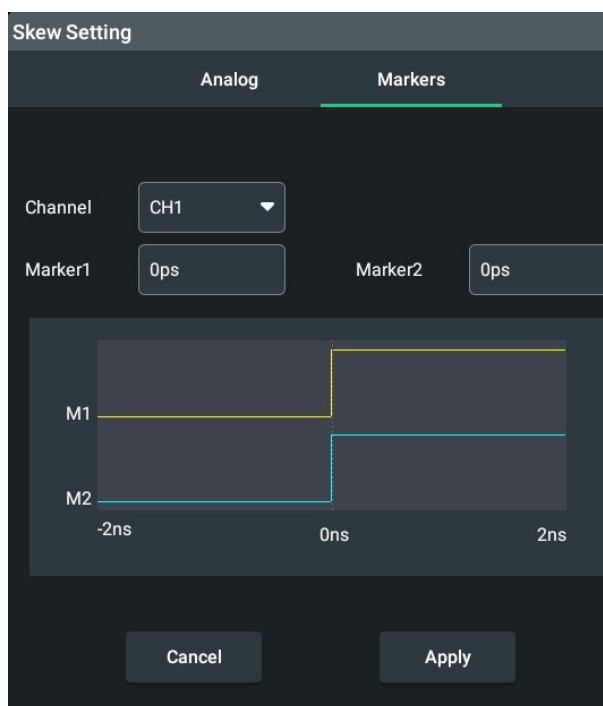 Skew Setting
Analog Markers
Channel CH1
Marker1 0ps Marker2 0ps
M1
M2
-2ns 0ns 2ns
Cancel Apply